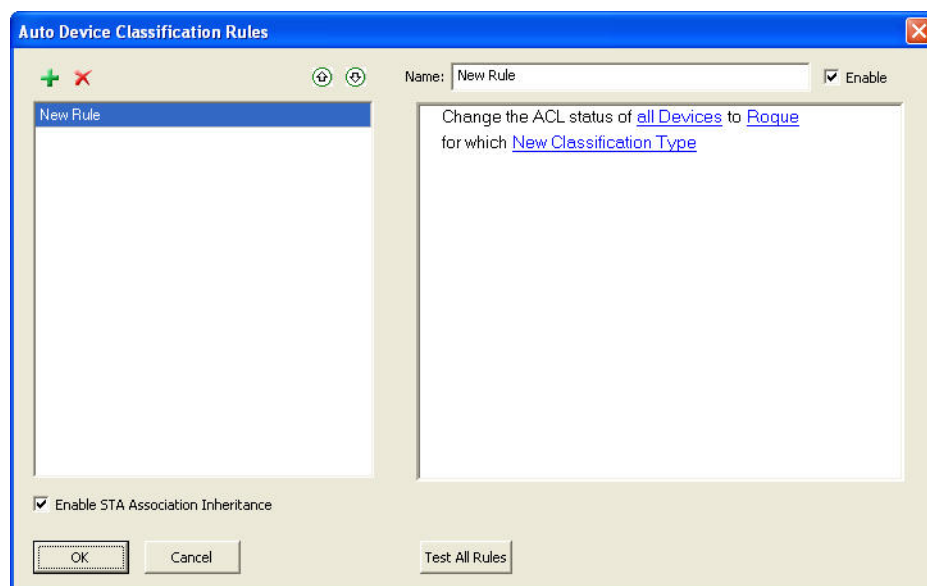 Auto Device Classification Rules
Name: New Rule
Enable
New Rule
Change the ACL status of all Devices to Roque
for which New Classification Type
Enable STA Association Inheritance
OK
Cancel
Test All Rules